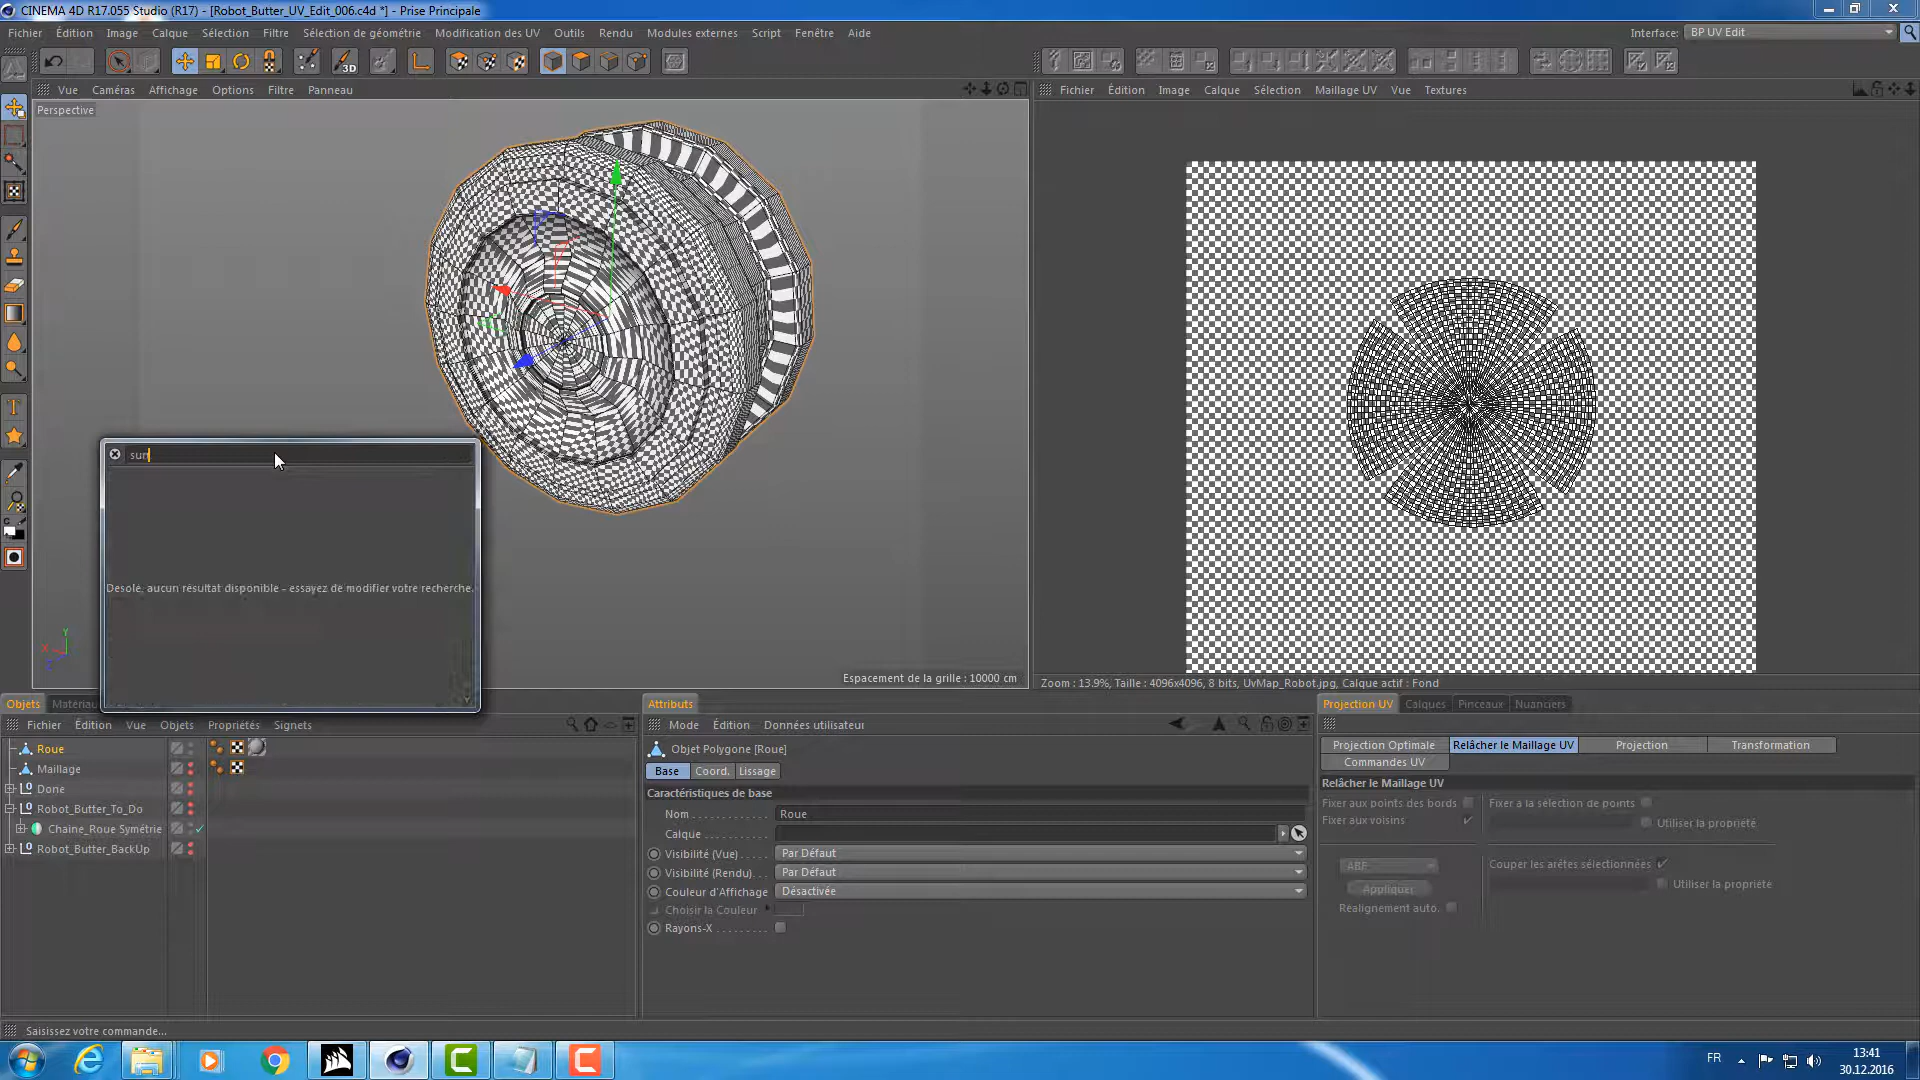 CINEMA 4D R17.055 Studio (R17) - [Robot_Butter_UV_Edit_006.c4d *] - Prise Principale
Fichier Édition Image Calque Sélection Filtre Sélection de géométrie Modification des UV Outils Rendu Modules externes Script Fenêtre Aide
Interface: BP UV Edit
Vue Caméras Affichage Options Filtre Panneau
Fichier Édition Image Calque Sélection Maillage UV Vue Textures
Perspective
sun
Desolé, aucun résultat disponible - essayez de modifier votre recherche.
Espacement de la grille : 10000 cm
Zoom : 13.9%, Taille : 4096x4096, 8 bits, UvMap_Robot.jpg, Calque actif : Fond
Objets
Attributs
Projection UV Calques Pinceaux Nuanciers
Fichier Édition Vue Objets Propriétés Signets
Mode Édition Données utilisateur
Roue
Maillage
Done
Robot_Butter_To_Do
Chaine_Roue Symétrie
Robot_Butter_BackUp
Objet Polygone [Roue]
Base Coord. Lissage
Caractéristiques de base
Nom Roue
Calque
Visibilité (Vue) Par Défaut
Visibilité (Rendu) Par Défaut
Couleur d'Affichage Désactivée
Choisir la Couleur
Rayons-X
Projection Optimale Relâcher le Maillage UV Projection Transformation
Commandes UV
Relâcher le Maillage UV
Fixer aux points des bords Fixer à la sélection de points
Fixer aux voisins Utiliser la propriété
ABF Couper les arêtes sélectionnées
Appliquer Utiliser la propriété
Réalignement auto.
Saisissez votre commande...
FR
13:41
30.12.2016